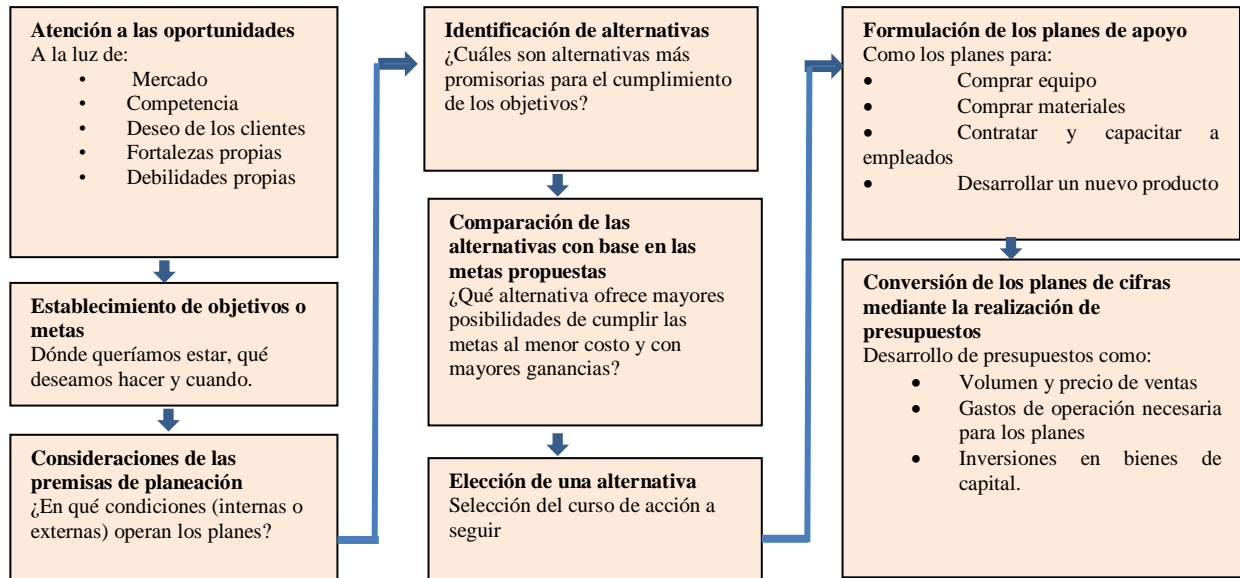 Atención a las oportunidades
A la luz de:
• Mercado
• Competencia
• Deseo de los clientes
• Fortalezas propias
• Debilidades propias
Establecimiento de objetivos o
metas
Dónde queríamos estar, qué
deseamos hacer y cuando.
Consideraciones de las
premisas de planeación
¿En qué condiciones (internas o
externas) operan los planes?
Identificación de alternativas
¿Cuáles son alternativas más
promisorias para el cumplimiento
de los objetivos?
Comparación de las
alternativas con base en las
metas propuestas
¿Qué alternativa ofrece mayores
posibilidades de cumplir las
metas al menor costo y con
mayores ganancias?
Elección de una alternativa
Selección del curso de acción a
seguir
Formulación de los planes de apoyo
Como los planes para:
• Comprar equipo
• Comprar materiales
• Contratar y capacitar a
empleados
• Desarrollar un nuevo producto
Conversión de los planes de cifras
mediante la realización de
presupuestos
Desarrollo de presupuestos como:
• Volumen y precio de ventas
• Gastos de operación necesaria
para los planes
• Inversiones en bienes de
capital.